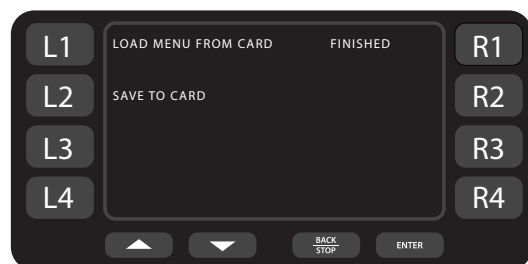 L1 LOAD MENU FROM CARD FINISHED R1
L2 SAVE TO CARD R2
L3 R3
L4 R4
BACK
STOP ENTER